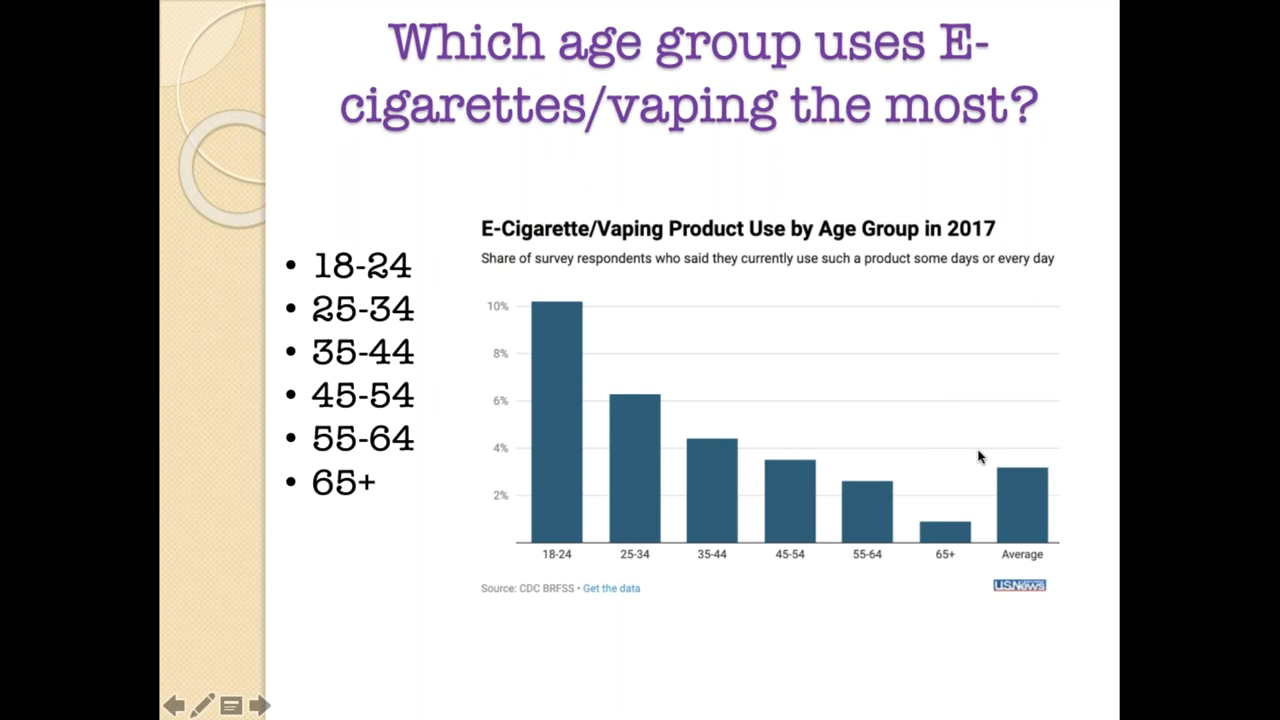 Which age group uses E-
cigarettes/vaping the most?
• 18-24
• 25-34
• 35-44
• 45-54
• 55-64
• 65+
E-Cigarette/Vaping Product Use by Age Group in 2017
Share of survey respondents who said they currently use such a product some days or every day
10%
8%
6%
4%
2%
18-24 25-34 35-44 45-54 55-64 65+ Average
Source: CDC BRFSS • Get the data
USNews